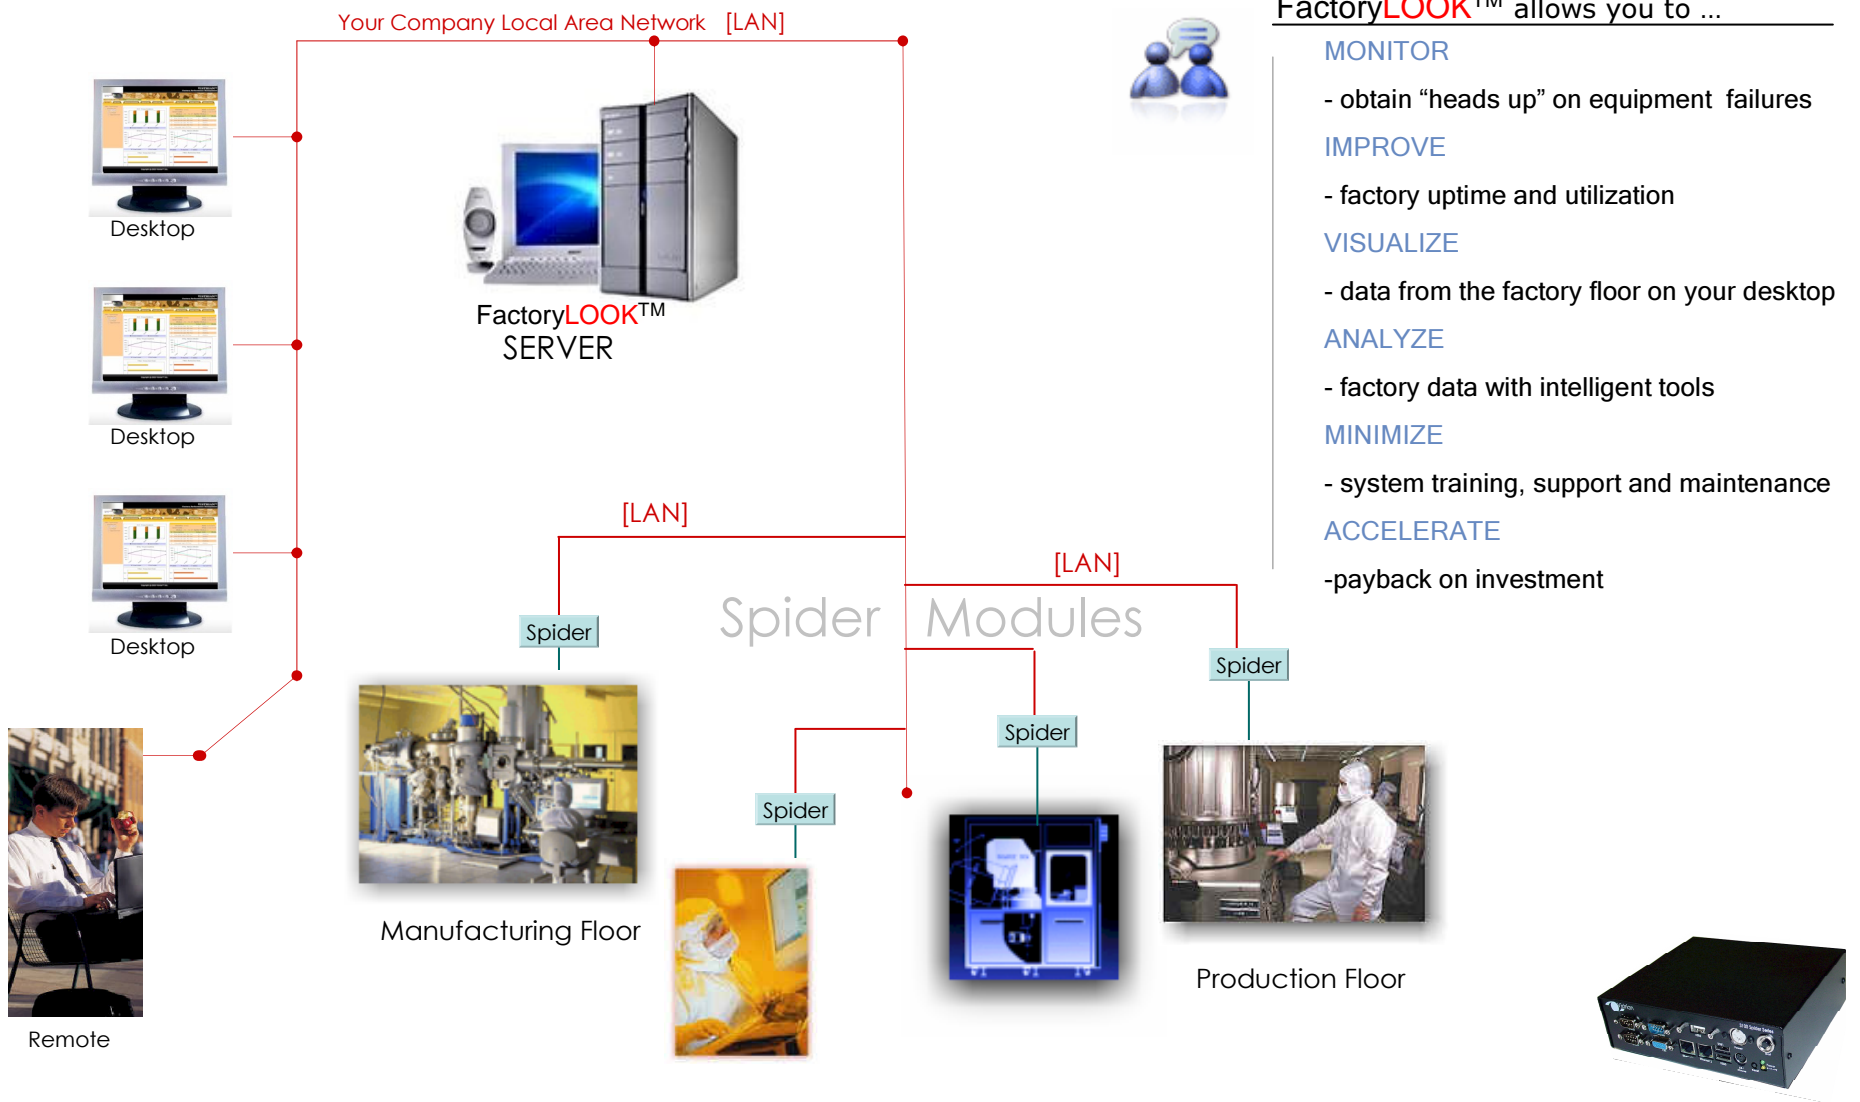 Your Company Local Area Network [LAN]
FactoryLOOK™ allows you to ...
MONITOR
- obtain “heads up” on equipment failures
IMPROVE
- factory uptime and utilization
VISUALIZE
- data from the factory floor on your desktop
ANALYZE
- factory data with intelligent tools
MINIMIZE
- system training, support and maintenance
ACCELERATE
-payback on investment
Desktop
FactoryLOOK™
SERVER
Desktop
Desktop
[LAN]
[LAN]
Spider Modules
Spider
Spider
Spider
Spider
Manufacturing Floor
Production Floor
Remote